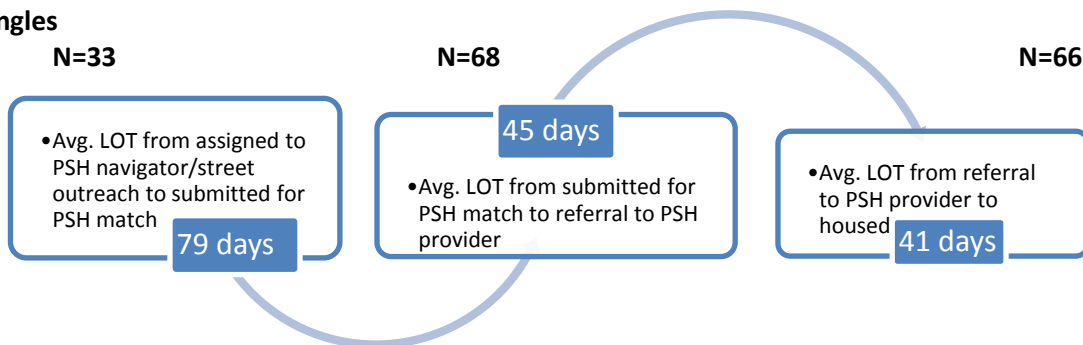 N=33
N=68
N=66
•Avg. LOT from assigned to
PSH navigator/street
outreach to submitted for
PSH match
79 days
45 days
•Avg. LOT from submitted for
PSH match to referral to PSH
provider
•Avg. LOT from referral
to PSH provider to
housed
41 days